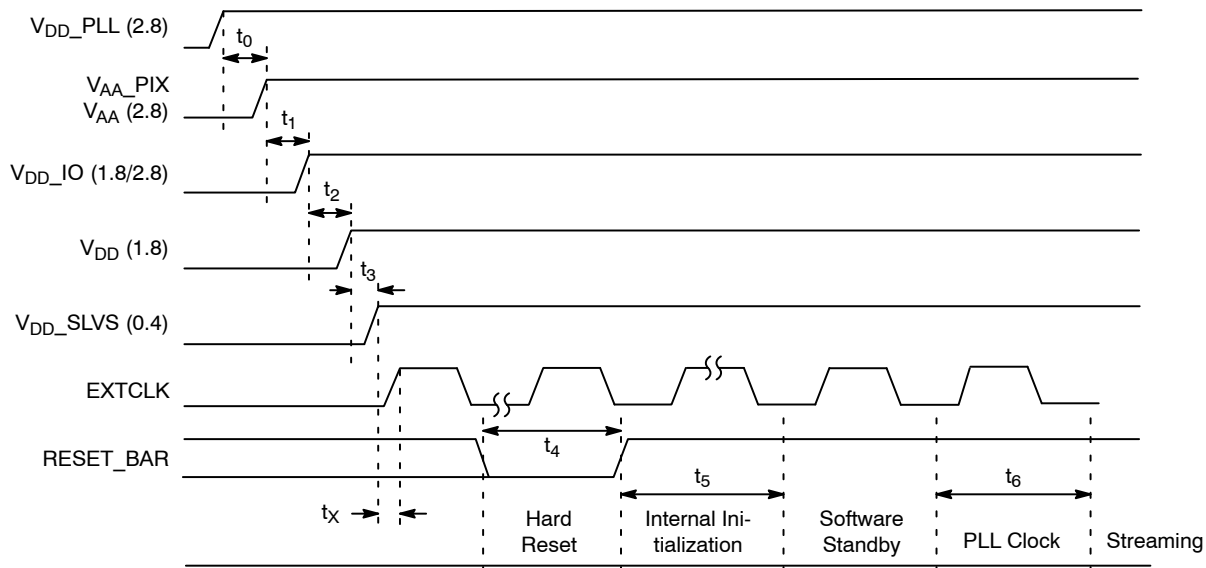 V_DD_PLL (2.8)
t_0
V_AA_PIX
V_AA (2.8)
t_1
V_DD_IO (1.8/2.8)
t_2
V_DD (1.8)
t_3
V_DD_SLVS (0.4)
EXTCLK
RESET_BAR
t_4
t_5
t_6
t_X
Hard
Reset
Internal Ini-
tialization
Software
Standby
PLL Clock
Streaming